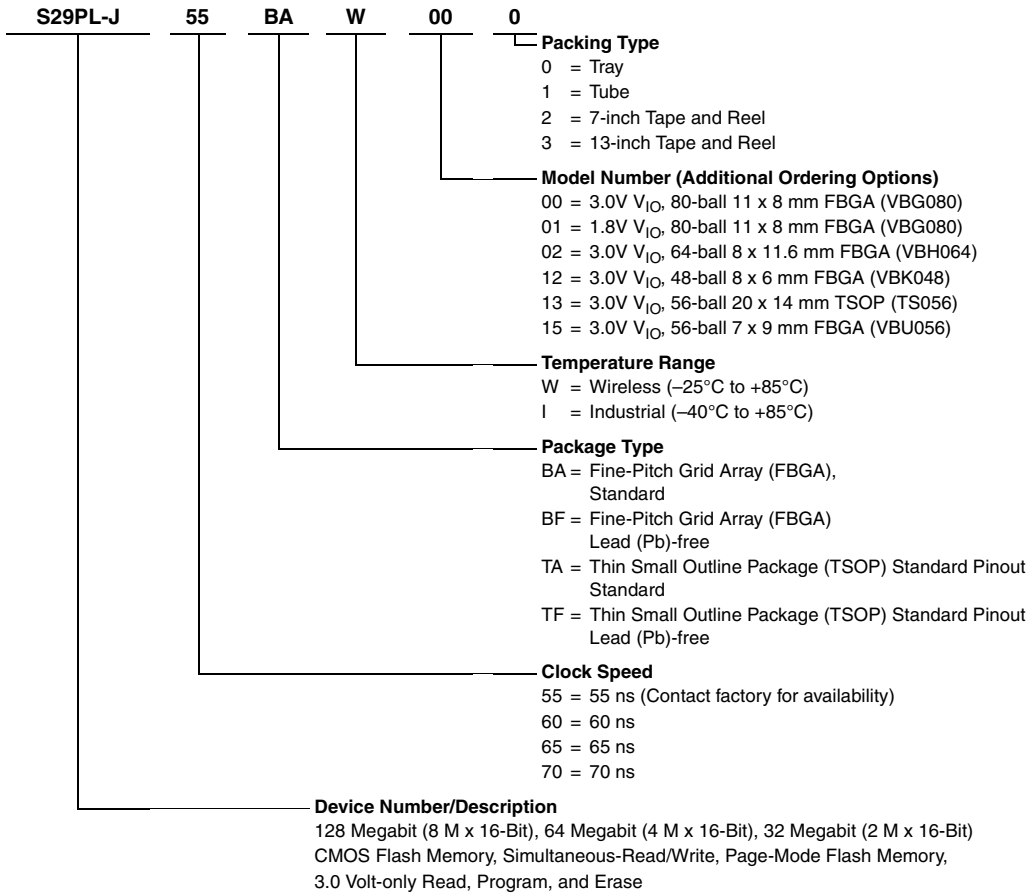 S29PL-J 55 BA W 00 0
Packing Type
0 = Tray
1 = Tube
2 = 7-inch Tape and Reel
3 = 13-inch Tape and Reel
Model Number (Additional Ordering Options)
00 = 3.0V VIO, 80-ball 11 x 8 mm FBGA (VBG080)
01 = 1.8V VIO, 80-ball 11 x 8 mm FBGA (VBG080)
02 = 3.0V VIO, 64-ball 8 x 11.6 mm FBGA (VBH064)
12 = 3.0V VIO, 48-ball 8 x 6 mm FBGA (VBK048)
13 = 3.0V VIO, 56-ball 20 x 14 mm TSOP (TS056)
15 = 3.0V VIO, 56-ball 7 x 9 mm FBGA (VBU056)
Temperature Range
W = Wireless (–25°C to +85°C)
I = Industrial (–40°C to +85°C)
Package Type
BA = Fine-Pitch Grid Array (FBGA),
Standard
BF = Fine-Pitch Grid Array (FBGA)
Lead (Pb)-free
TA = Thin Small Outline Package (TSOP) Standard Pinout
Standard
TF = Thin Small Outline Package (TSOP) Standard Pinout
Lead (Pb)-free
Clock Speed
55 = 55 ns (Contact factory for availability)
60 = 60 ns
65 = 65 ns
70 = 70 ns
Device Number/Description
128 Megabit (8 M x 16-Bit), 64 Megabit (4 M x 16-Bit), 32 Megabit (2 M x 16-Bit)
CMOS Flash Memory, Simultaneous-Read/Write, Page-Mode Flash Memory,
3.0 Volt-only Read, Program, and Erase